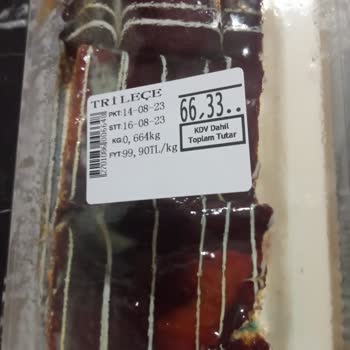 TRİLEÇE
PKT:14-08-23
STT:16-08-23
KG:0,664kg
FYT:99,90TL/kg
66,33..
KDV Dahil
Toplam Tutar